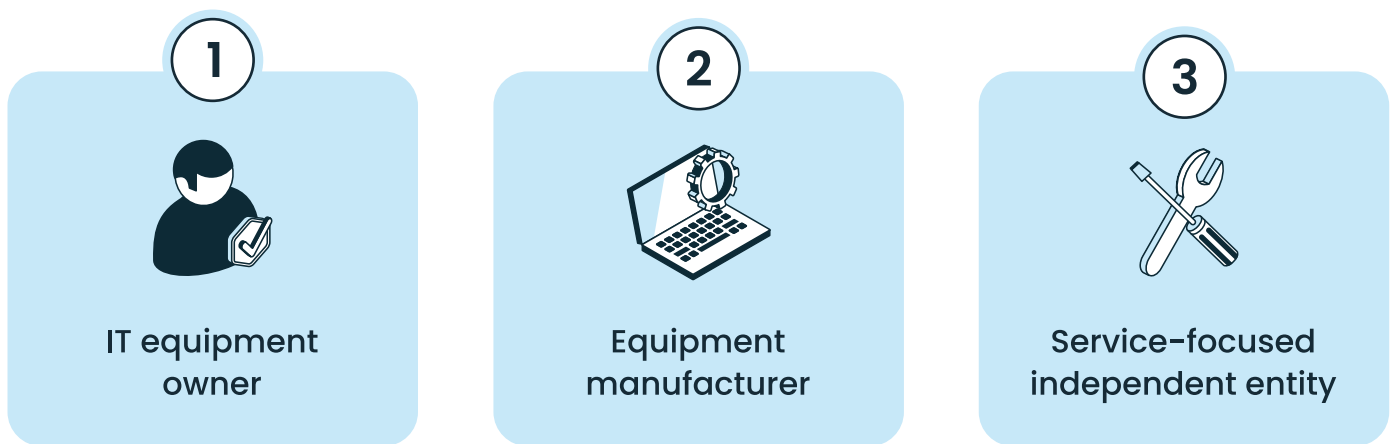 1
IT equipment
owner
2
Equipment
manufacturer
3
Service-focused
independent entity